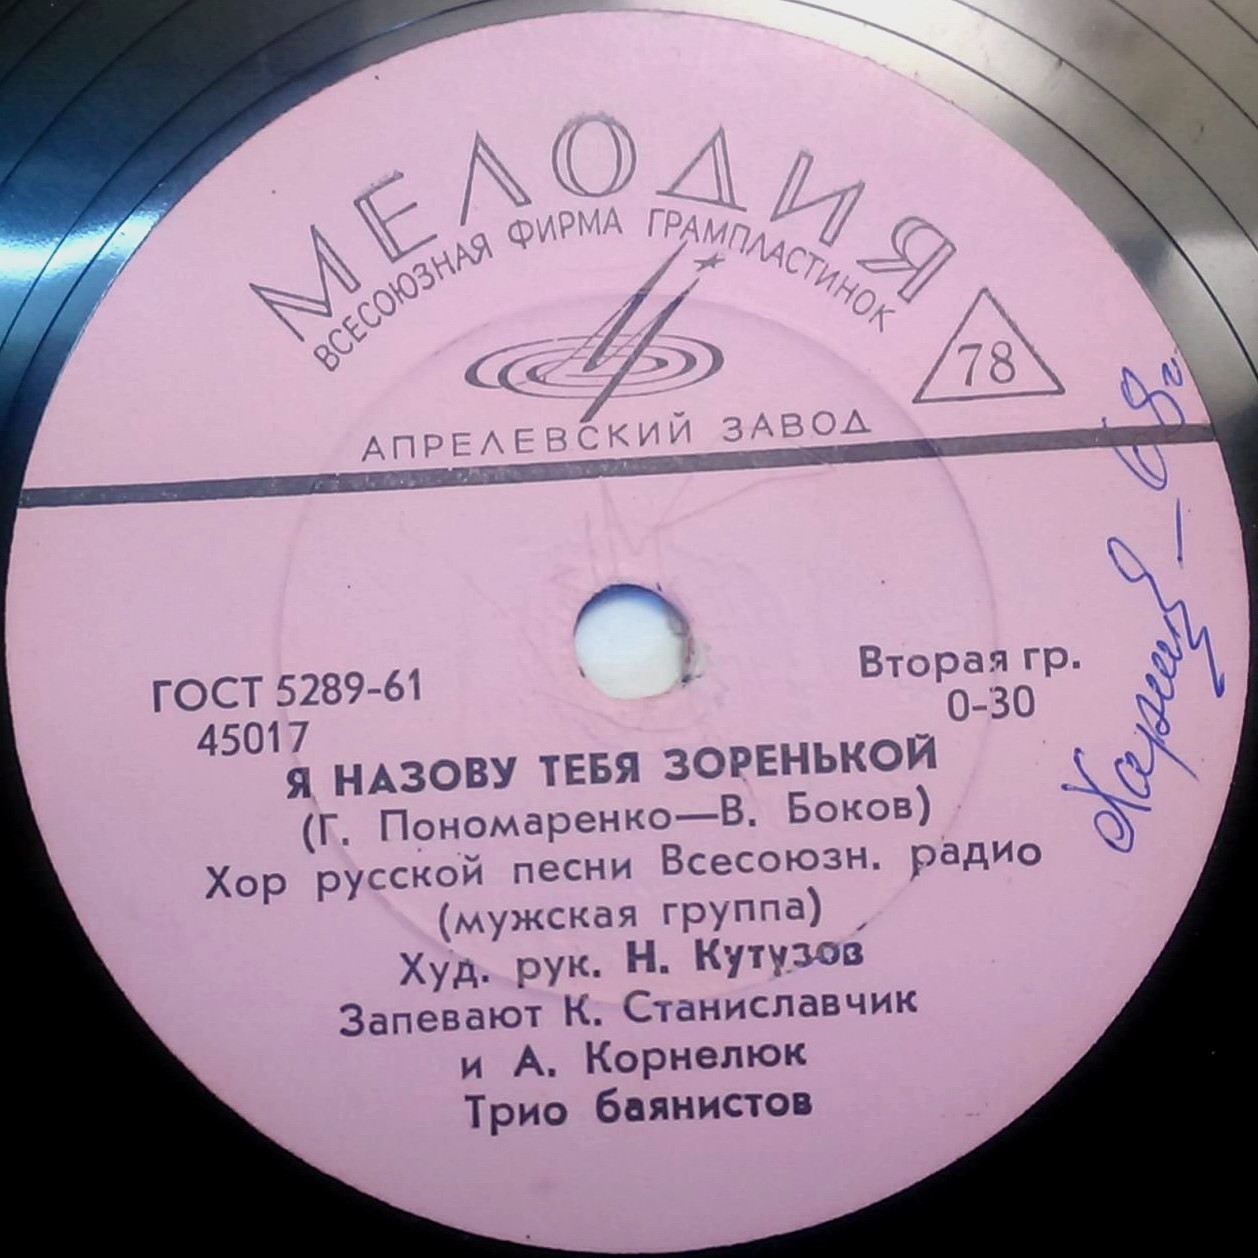 МЕЛОДИЯ
ВСЕСОЮЗНАЯ ФИРМА ГРАМПЛАСТИНОК
78
АПРЕЛЕВСКИЙ ЗАВОД
ГОСТ 5289-61
45017
Вторая гр.
0-30
Я НАЗОВУ ТЕБЯ ЗОРЕНЬКОЙ
(Г. Пономаренко—В. Боков)
Хор русской песни Всесоюзн. радио
(мужская группа)
Худ. рук. Н. Кутузов
Запевают К. Станиславчик
и А. Корнелюк
Трио баянистов
— 68 г.